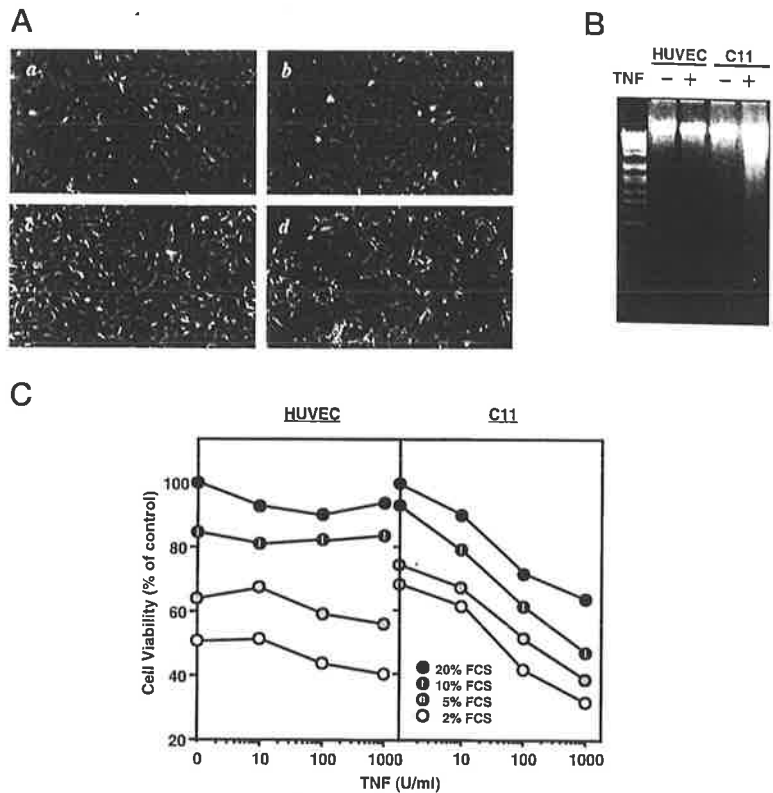 A
B
a
b
c
d
HUVEC C11
TNF − + − +
C
HUVEC C11
Cell Viability (% of control)
100
80
60
40
20
20% FCS
10% FCS
5% FCS
2% FCS
0 10 100 1000 10 100 1000
TNF (U/ml)